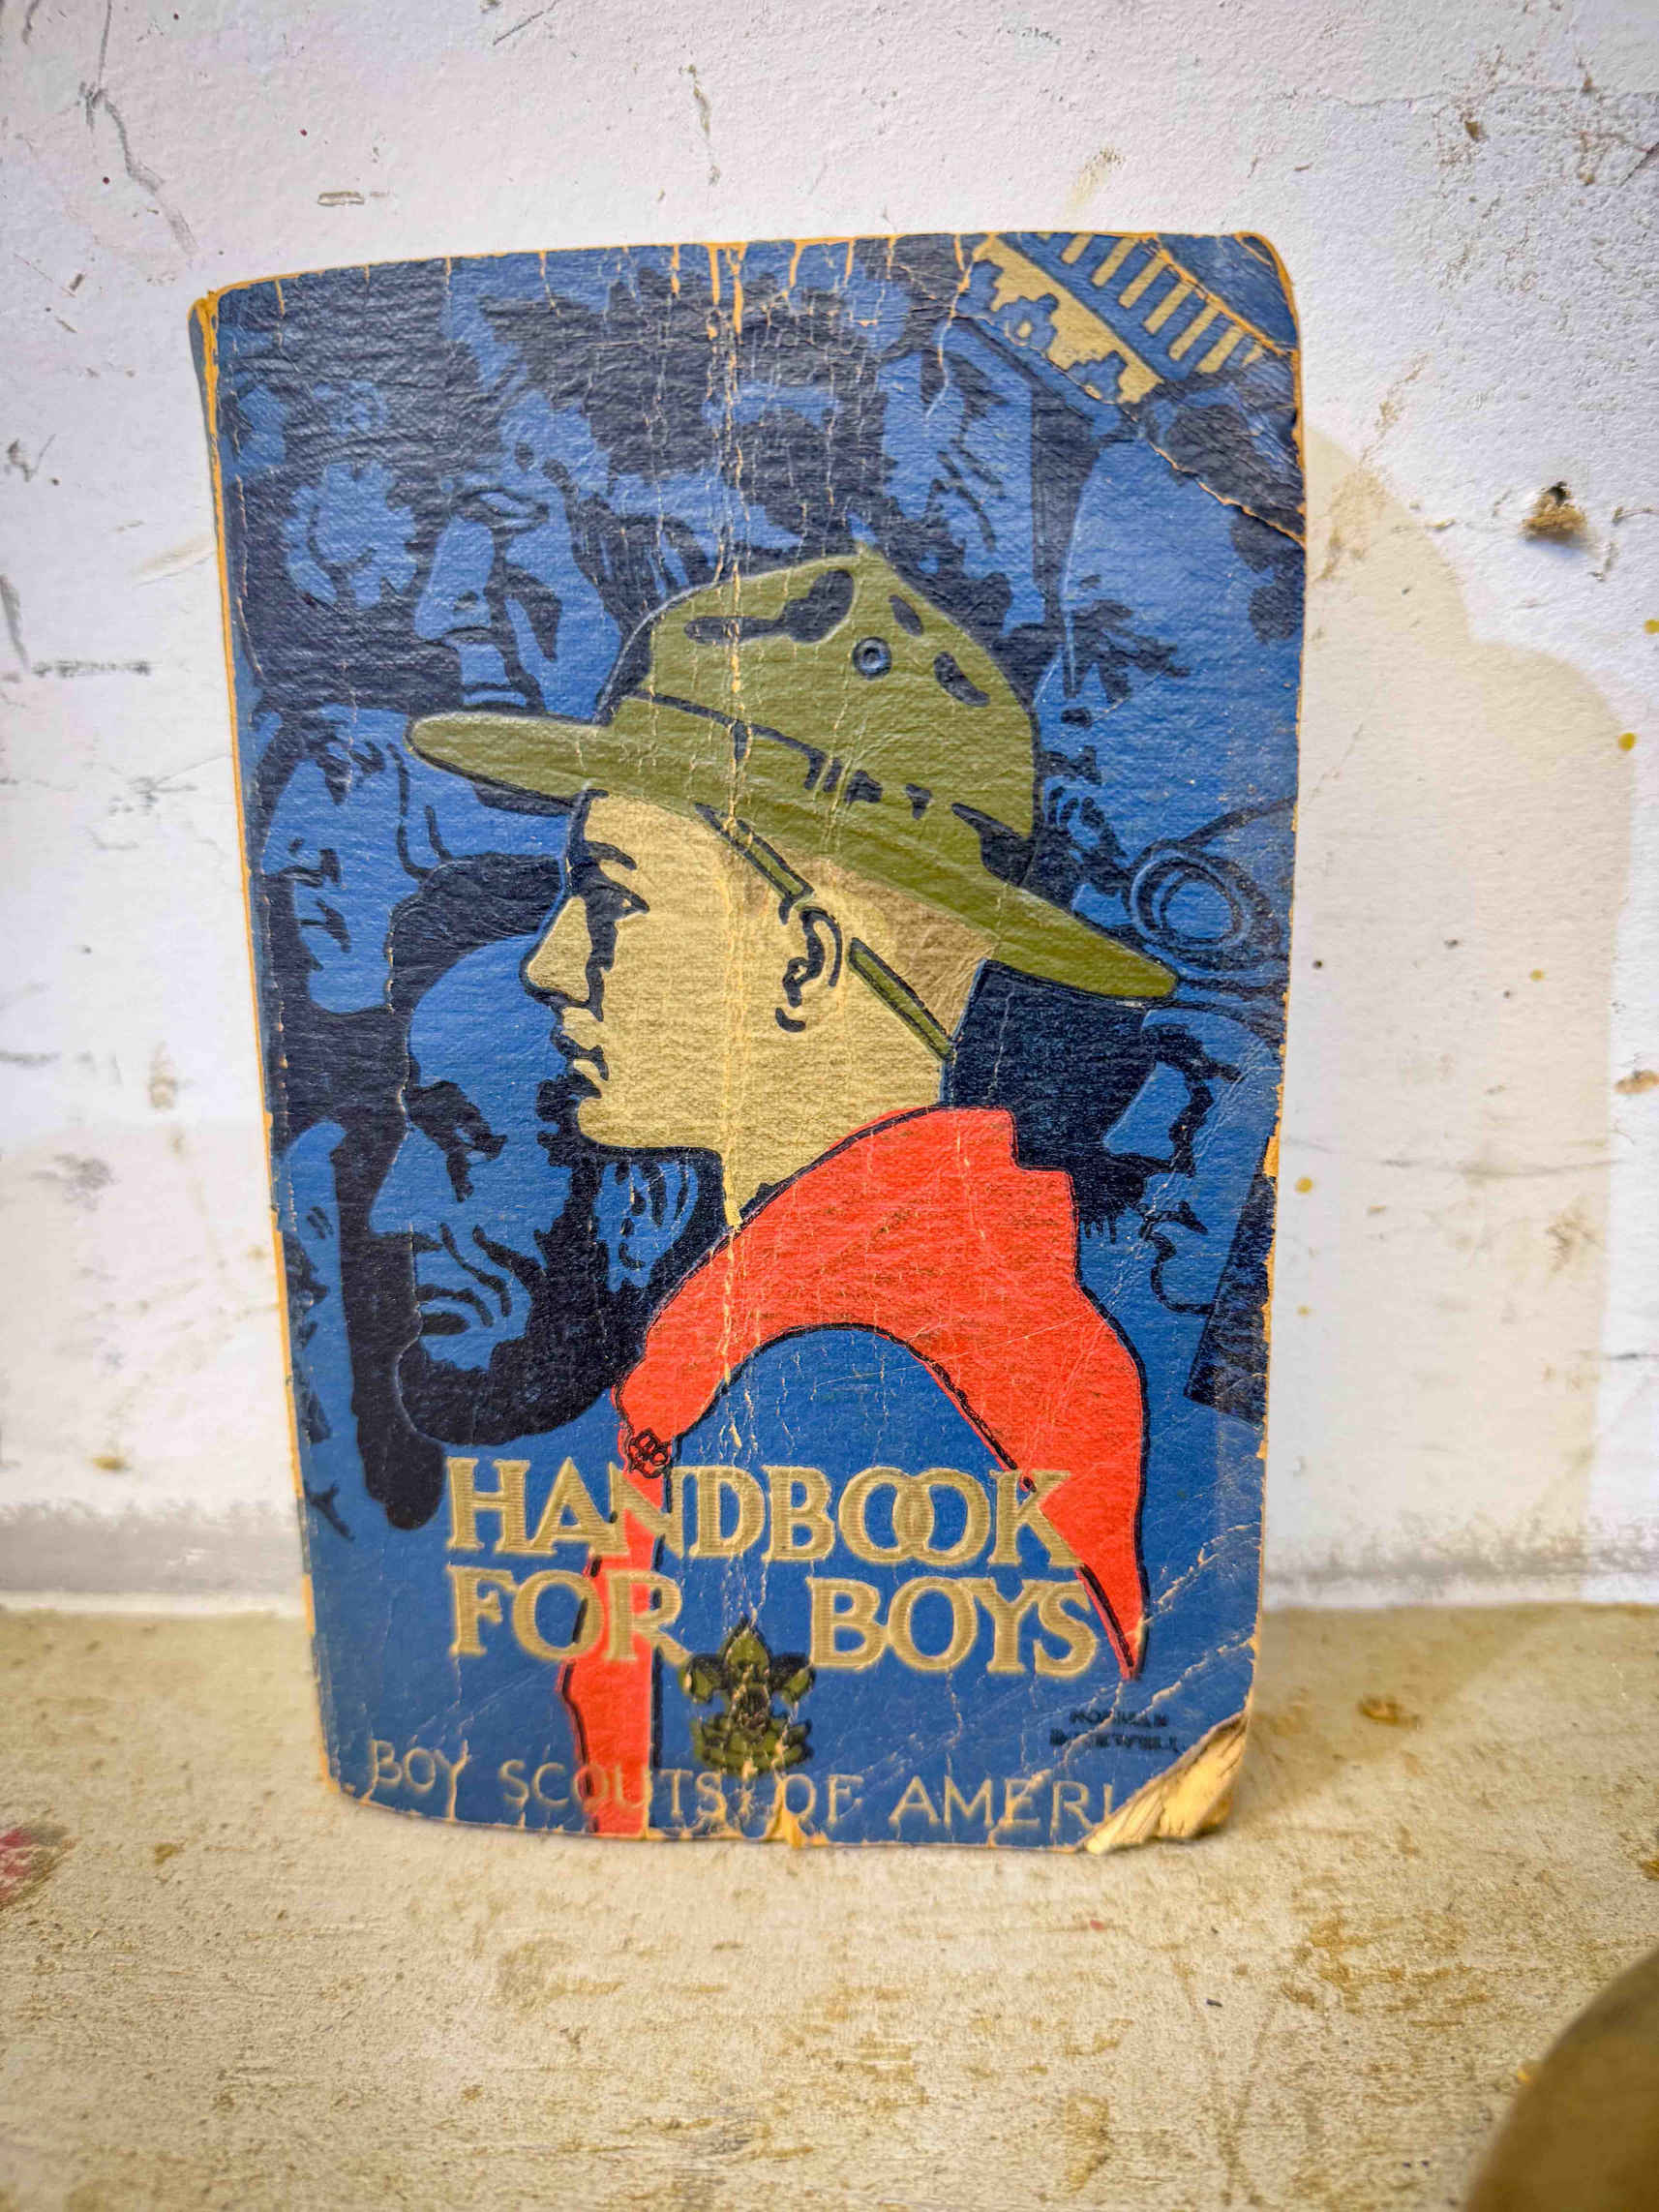 HANDBOOK
FOR BOYS
NORMAN
ROCKWELL
BOY SCOUTS OF AMERI